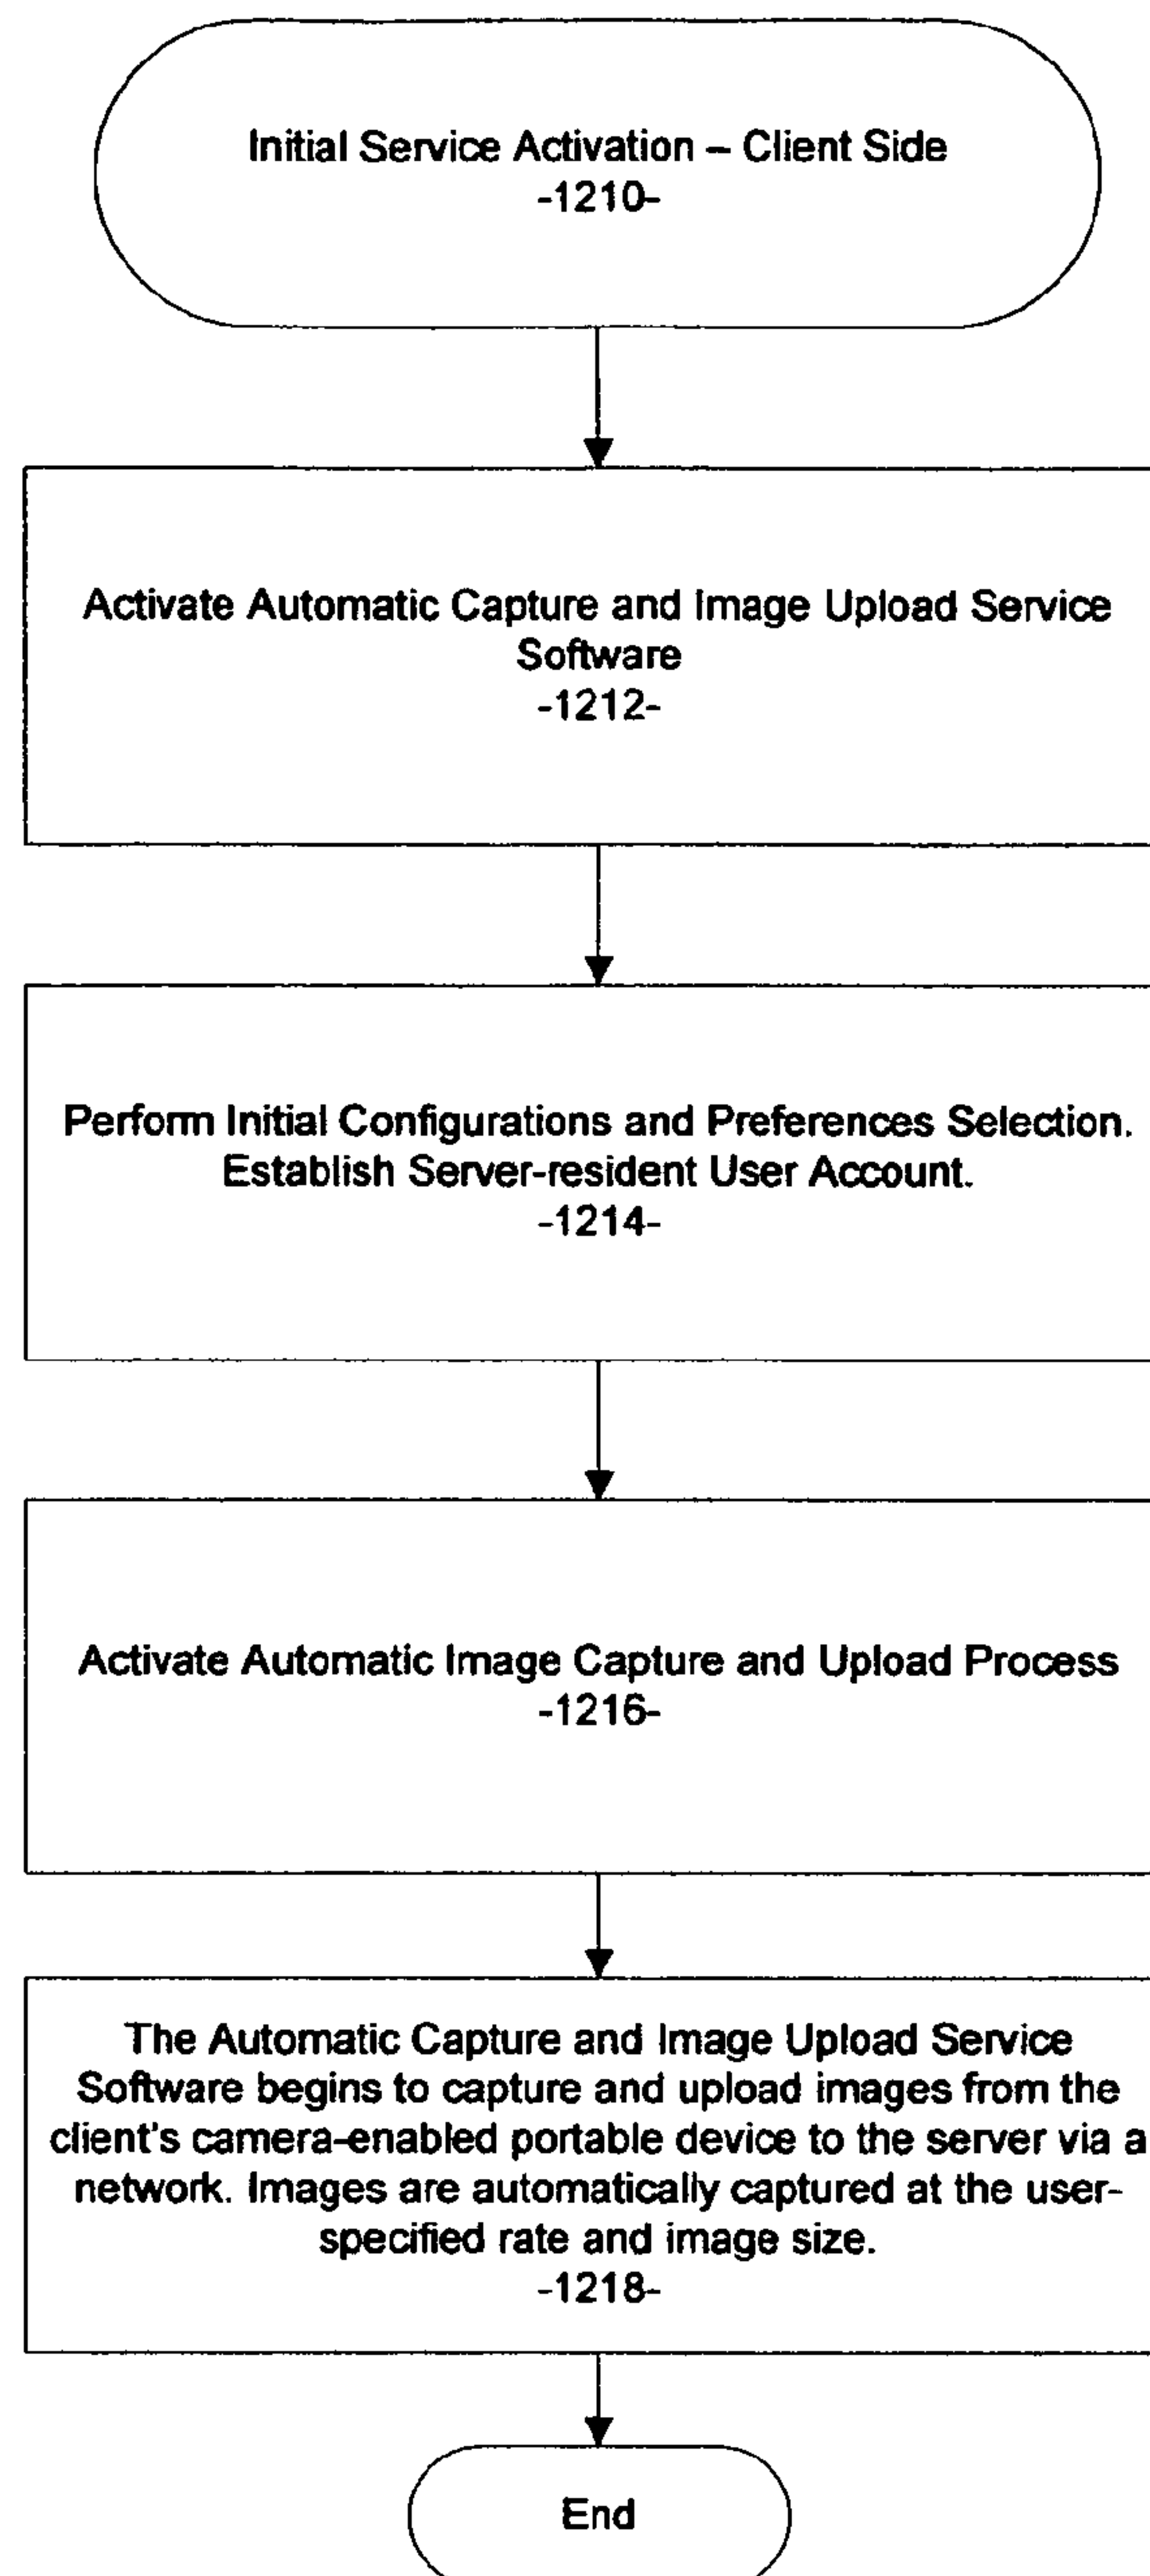 Initial Service Activation – Client Side
-1210-
Activate Automatic Capture and Image Upload Service
Software
-1212-
Perform Initial Configurations and Preferences Selection.
Establish Server-resident User Account.
-1214-
Activate Automatic Image Capture and Upload Process
-1216-
The Automatic Capture and Image Upload Service
Software begins to capture and upload images from the
client's camera-enabled portable device to the server via a
network. Images are automatically captured at the user-
specified rate and image size.
-1218-
End